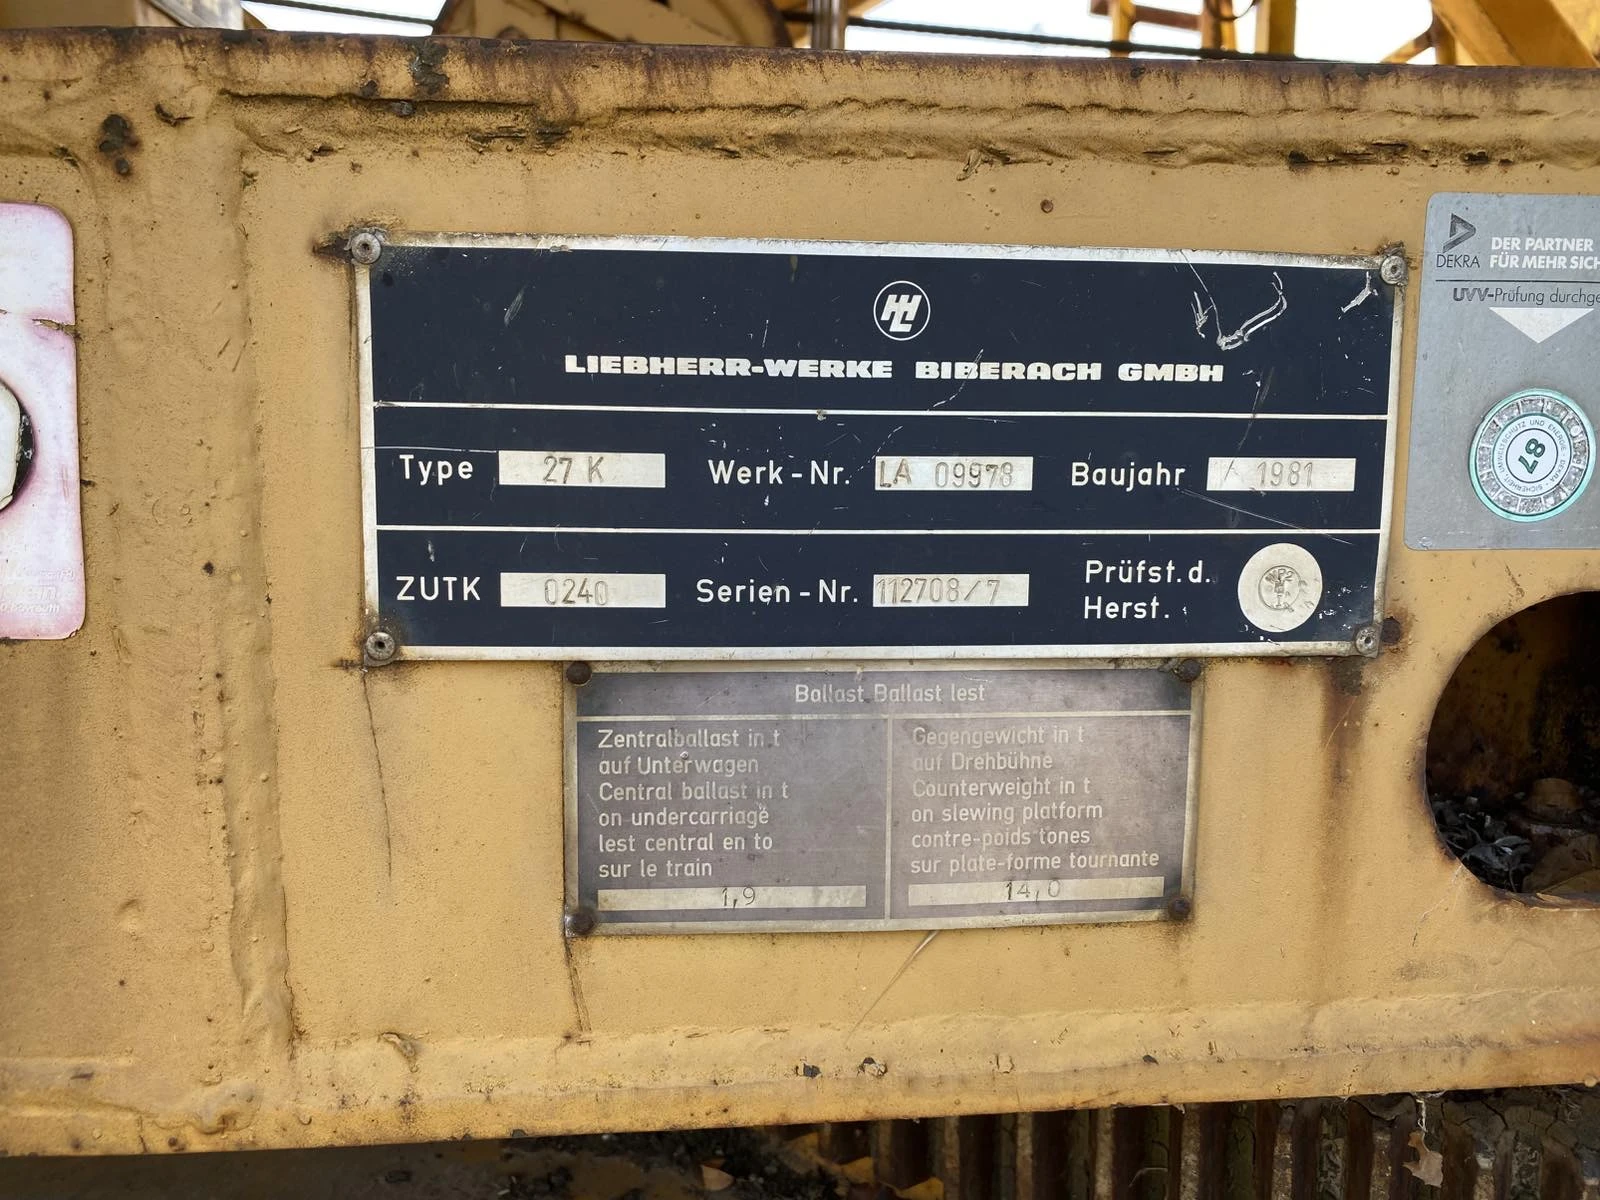 HLL
LIEBHERR-WERKE BIBERACH GMBH
Type 27 K Werk-Nr. LA 09978 Baujahr 1981
ZUTK 0240 Serien-Nr. 112708/7 Prüfst. d. Herst.
Ballast Ballast lest
Zentralballast in t
auf Unterwagen
Central ballast in t
on undercarriage
lest central en to
sur le train
1,9
Gegengewicht in t
auf Drehbühne
Counterweight in t
on slewing platform
contre-poids tones
sur plate-forme tournante
14,0
DEKRA
DER PARTNER
FÜR MEHR SICH
UVV-Prüfung durchge
87